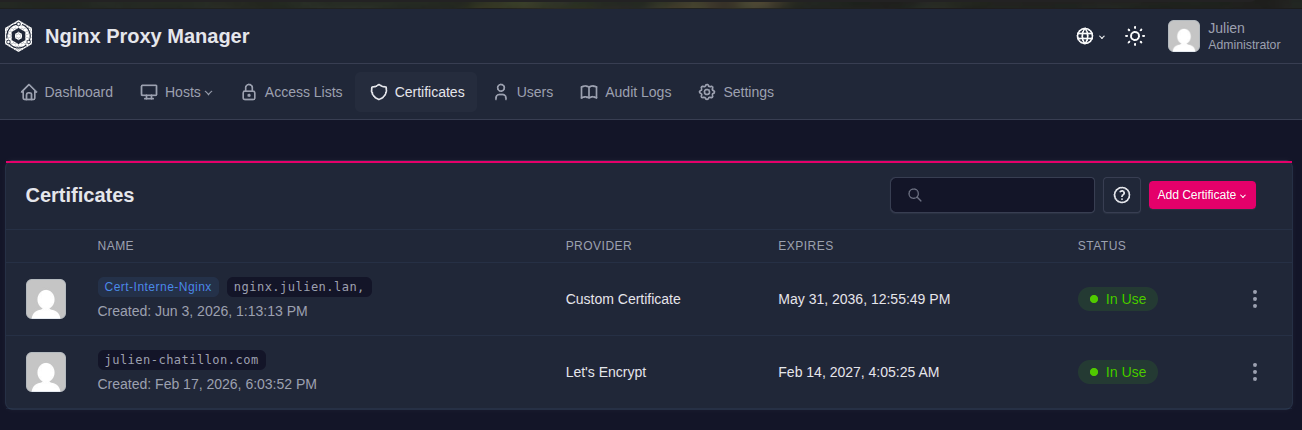 Nginx Proxy Manager
Julien
Administrator
Dashboard Hosts Access Lists Certificates Users Audit Logs Settings
Certificates
Add Certificate
NAME PROVIDER EXPIRES STATUS
Cert-Interne-Nginx nginx.julien.lan,
Created: Jun 3, 2026, 1:13:13 PM
Custom Certificate May 31, 2036, 12:55:49 PM In Use
julien-chatillon.com
Created: Feb 17, 2026, 6:03:52 PM
Let's Encrypt Feb 14, 2027, 4:05:25 AM In Use